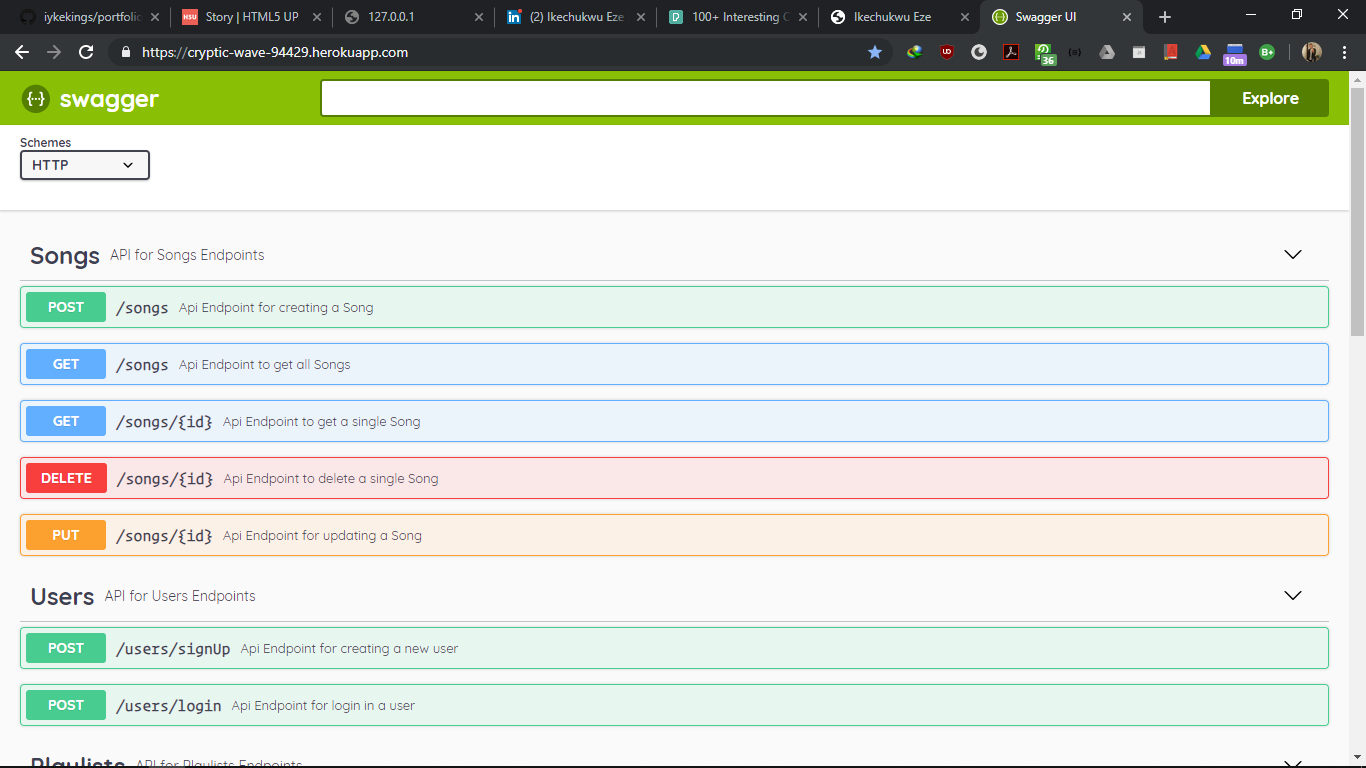 iykekings/portfolio
Story | HTML5 UP
127.0.0.1
(2) Ikechukwu Eze
100+ Interesting
Ikechukwu Eze
Swagger UI
https://cryptic-wave-94429.herokuapp.com
36
10m
B+
swagger
Explore
Schemes
HTTP
Songs API for Songs Endpoints
POST /songs Api Endpoint for creating a Song
GET /songs Api Endpoint to get all Songs
GET /songs/{id} Api Endpoint to get a single Song
DELETE /songs/{id} Api Endpoint to delete a single Song
PUT /songs/{id} Api Endpoint for updating a Song
Users API for Users Endpoints
POST /users/signUp Api Endpoint for creating a new user
POST /users/login Api Endpoint for login in a user
Playlists API for Playlists Endpoints